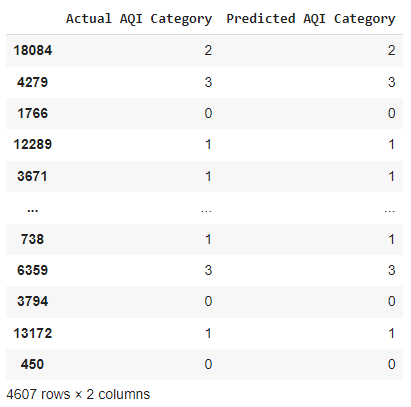 Actual AQI Category Predicted AQI Category
18084 2 2
4279 3 3
1766 0 0
12289 1 1
3671 1 1
... ... ...
738 1 1
6359 3 3
3794 0 0
13172 1 1
450 0 0
4607 rows × 2 columns